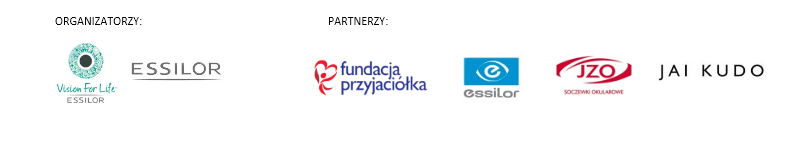 ORGANIZATORZY:
PARTNERZY:
Vision For Life
ESSILOR
ESSILOR
fundacja
przyjaciółka
essilor
JZO
SOCZEWKI OKULAROWE
JAI KUDO